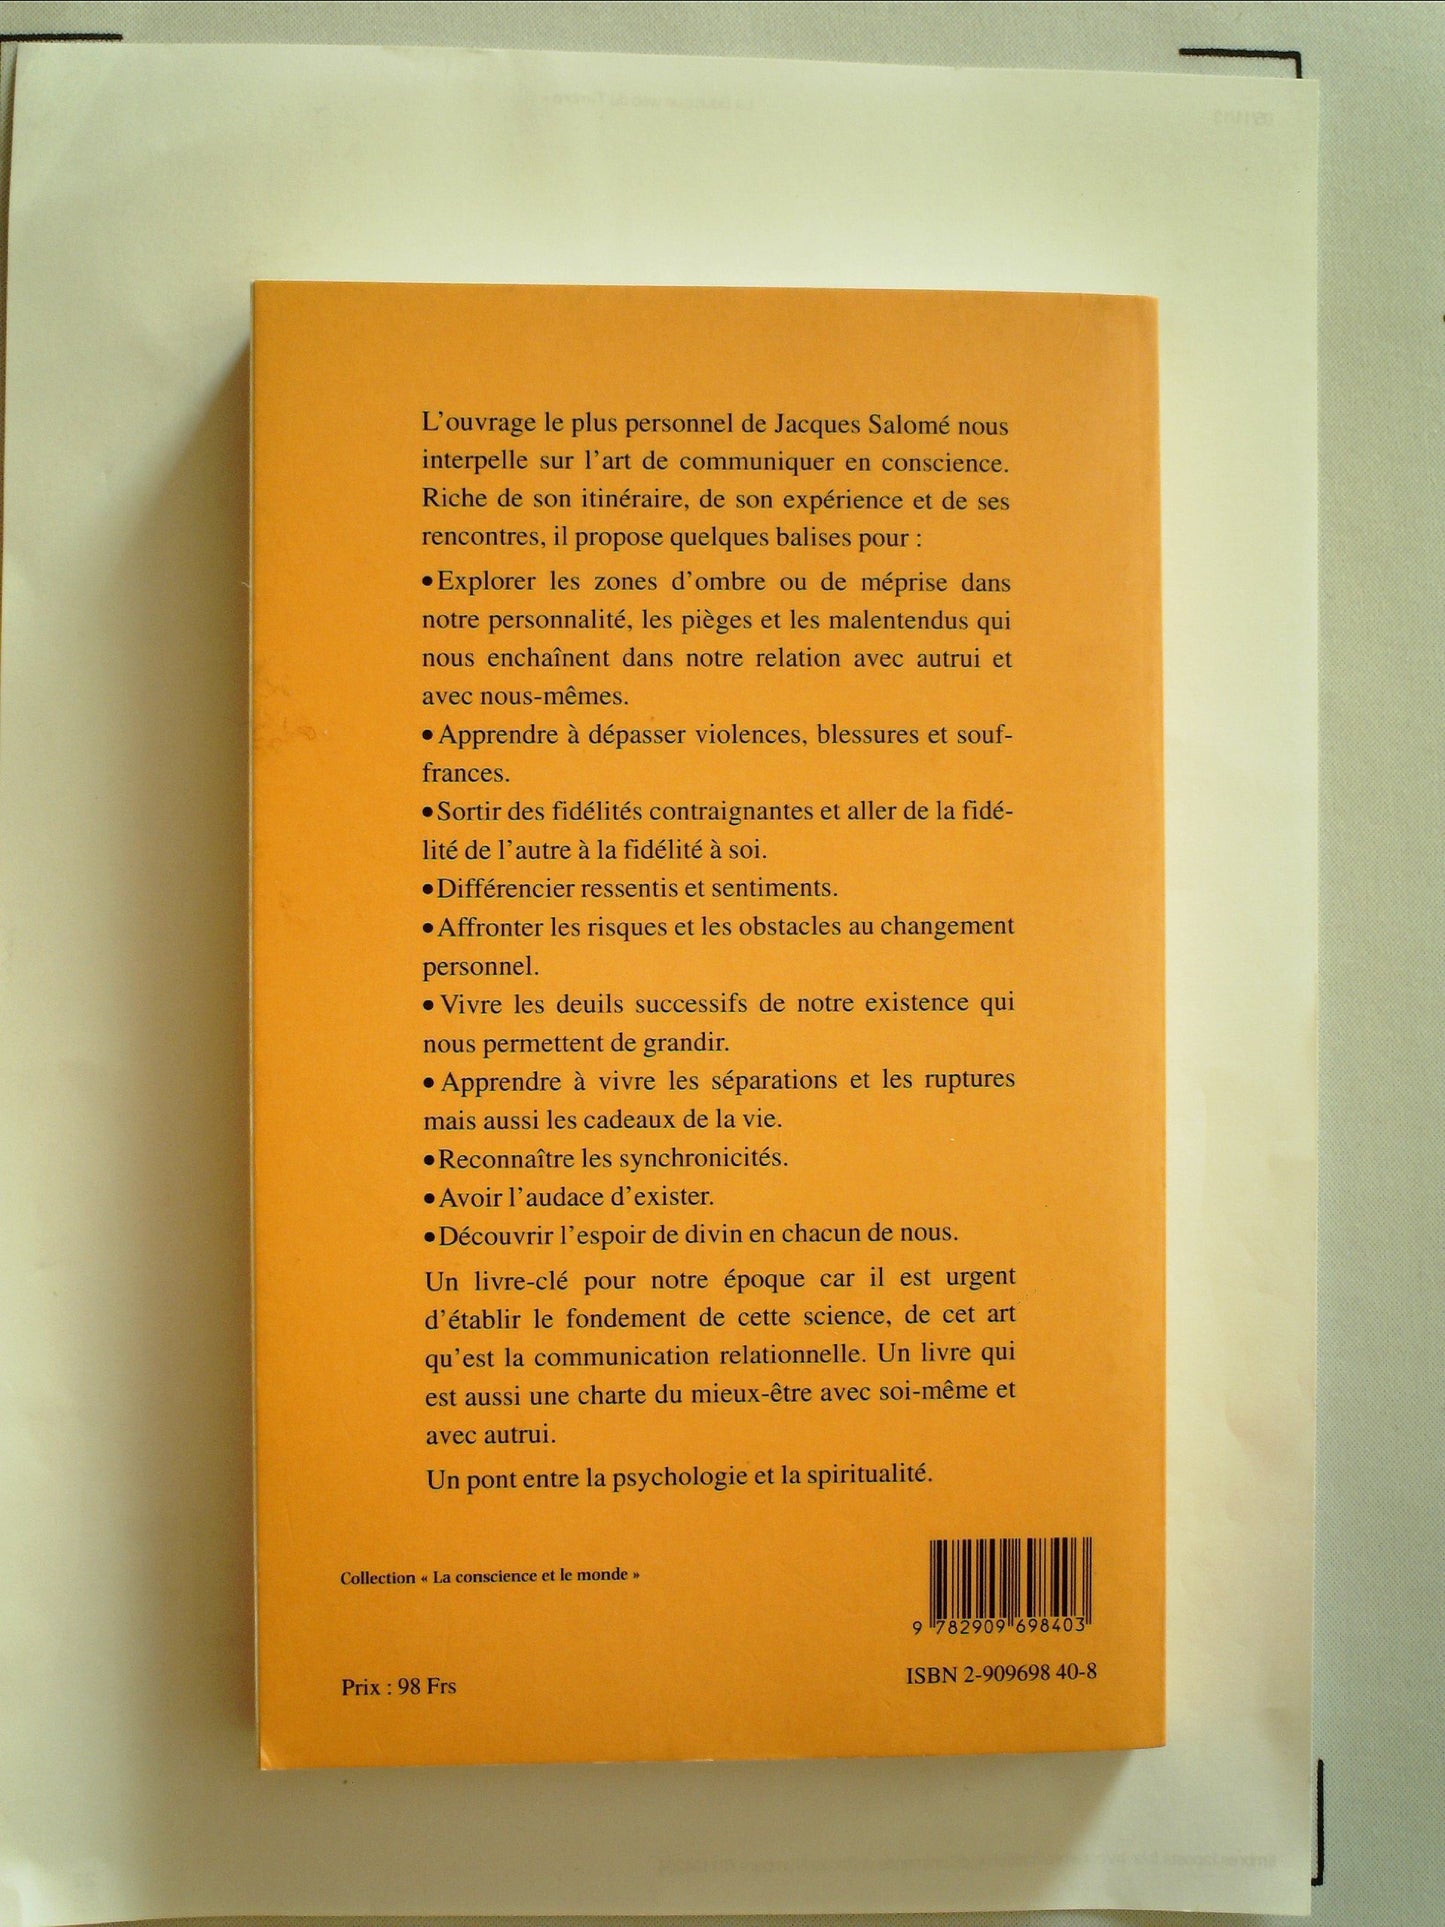 L'ouvrage le plus personnel de Jacques Salomé nous
interpelle sur l'art de communiquer en conscience.
Riche de son itinéraire, de son expérience et de ses
rencontres, il propose quelques balises pour :
•Explorer les zones d'ombre ou de méprise dans
notre personnalité, les pièges et les malentendus qui
nous enchaînent dans notre relation avec autrui et
avec nous-mêmes.
•Apprendre à dépasser violences, blessures et souf-
frances.
•Sortir des fidélités contraignantes et aller de la fidé-
lité de l'autre à la fidélité à soi.
•Différencier ressentis et sentiments.
•Affronter les risques et les obstacles au changement
personnel.
•Vivre les deuils successifs de notre existence qui
nous permettent de grandir.
•Apprendre à vivre les séparations et les ruptures
mais aussi les cadeaux de la vie.
•Reconnaître les synchronicités.
•Avoir l'audace d'exister.
•Découvrir l'espoir de divin en chacun de nous.
Un livre-clé pour notre époque car il est urgent
d'établir le fondement de cette science, de cet art
qu'est la communication relationnelle. Un livre qui
est aussi une charte du mieux-être avec soi-même et
avec autrui.
Un pont entre la psychologie et la spiritualité.
Collection « La conscience et le monde »
9 782909 698403
ISBN 2-909698 40-8
Prix : 98 Frs